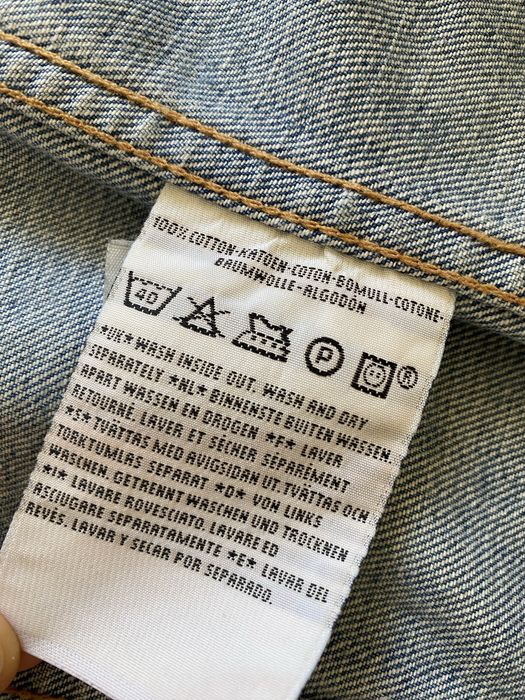 100% COTTON-KATOEN-COTON-BOMULL-COTONE-
BAUMWOLLE-ALGODÓN
40 P ®
*UK* WASH INSIDE OUT. WASH AND DRY
SEPARATELY *NL* BINNENSTE BUITEN WASSEN.
APART WASSEN EN DROGEN *F* LAVER
RETOURNÉ, LAVER ET SÉCHER SÉPARÉMENT
*S* TVÄTTAS MED AVIGSIDAN UT. TVÄTTAS OCH
TORKTUMLAS SEPARAT *D* VON LINKS
WASCHEN, GETRENNT WASCHEN UND TROCKNEN
*I* LAVARE ROVESCIATO. LAVARE ED
ASCIUGARE SEPARATAMENTE *E* LAVAR DEL
REVÉS, LAVAR Y SECAR POR SEPARADO.